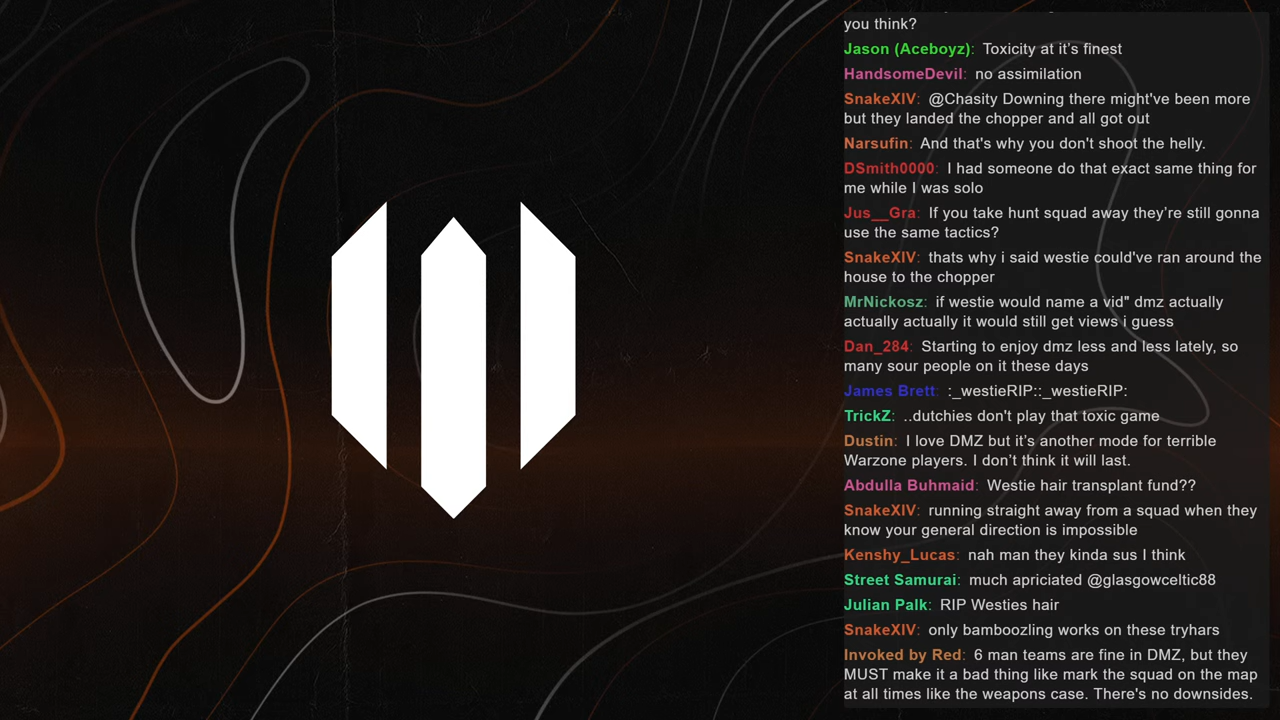 you think?
Jason (Aceboyz): Toxicity at it's finest
HandsomeDevil: no assimilation
SnakeXIV: @Chasity Downing there might've been more
but they landed the chopper and all got out
Narsufin: And that's why you don't shoot the helly.
DSmith0000: I had someone do that exact same thing for
me while I was solo
Jus__Gra: If you take hunt squad away they’re still gonna
use the same tactics?
SnakeXIV: thats why i said westie could've ran around the
house to the chopper
MrNickosz: if westie would name a vid" dmz actually
actually actually it would still get views i guess
Dan_284: Starting to enjoy dmz less and less lately, so
many sour people on it these days
James Brett: :_westieRIP::_westieRIP:
TrickZ: ..dutchies don't play that toxic game
Dustin: I love DMZ but it’s another mode for terrible
Warzone players. I don’t think it will last.
Abdulla Buhmaid: Westie hair transplant fund??
SnakeXIV: running straight away from a squad when they
know your general direction is impossible
Kenshy_Lucas: nah man they kinda sus I think
Street Samurai: much apriciated @glasgowceltic88
Julian Palk: RIP Westies hair
SnakeXIV: only bamboozling works on these tryhars
Invoked by Red: 6 man teams are fine in DMZ, but they
MUST make it a bad thing like mark the squad on the map
at all times like the weapons case. There's no downsides.